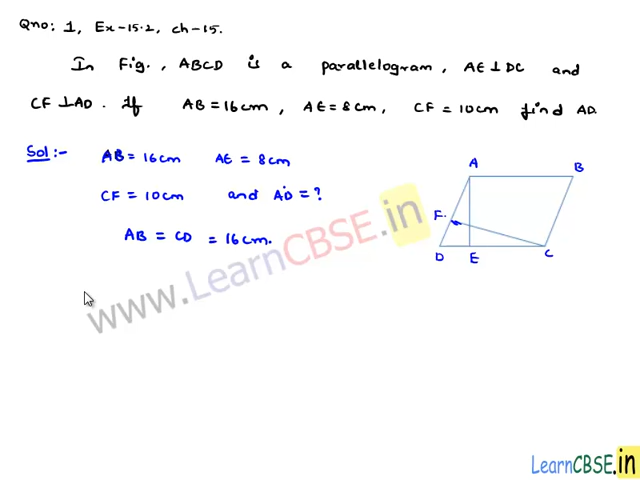 Qno: 1, Ex-15.2, ch-15.
In Fig., ABCD is a parallelogram, AE⊥DC and
CF⊥AD. If AB=16cm, AE=8cm, CF=10cm find AD.
Sol:- AB=16cm AE=8cm
CF=10cm and AD=?
AB = CD = 16cm.
A
B
F
D
E
C
www.LearnCBSE.in
LearnCBSE.in